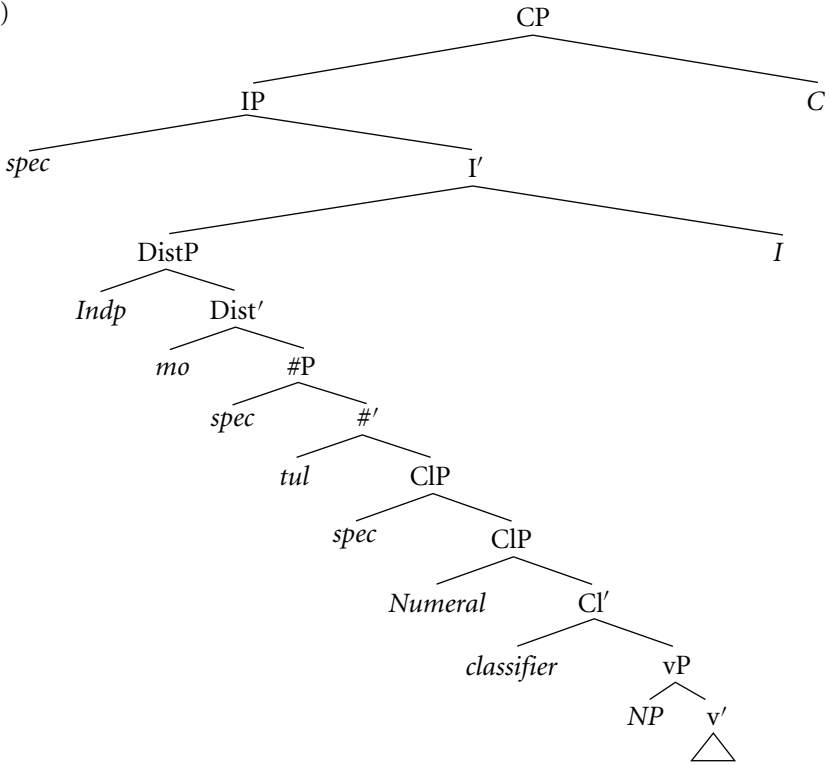 )
CP
IP C
spec I′
DistP I
Indp Dist′
mo #P
spec #′
tul ClP
spec ClP
Numeral Cl′
classifier vP
NP v′